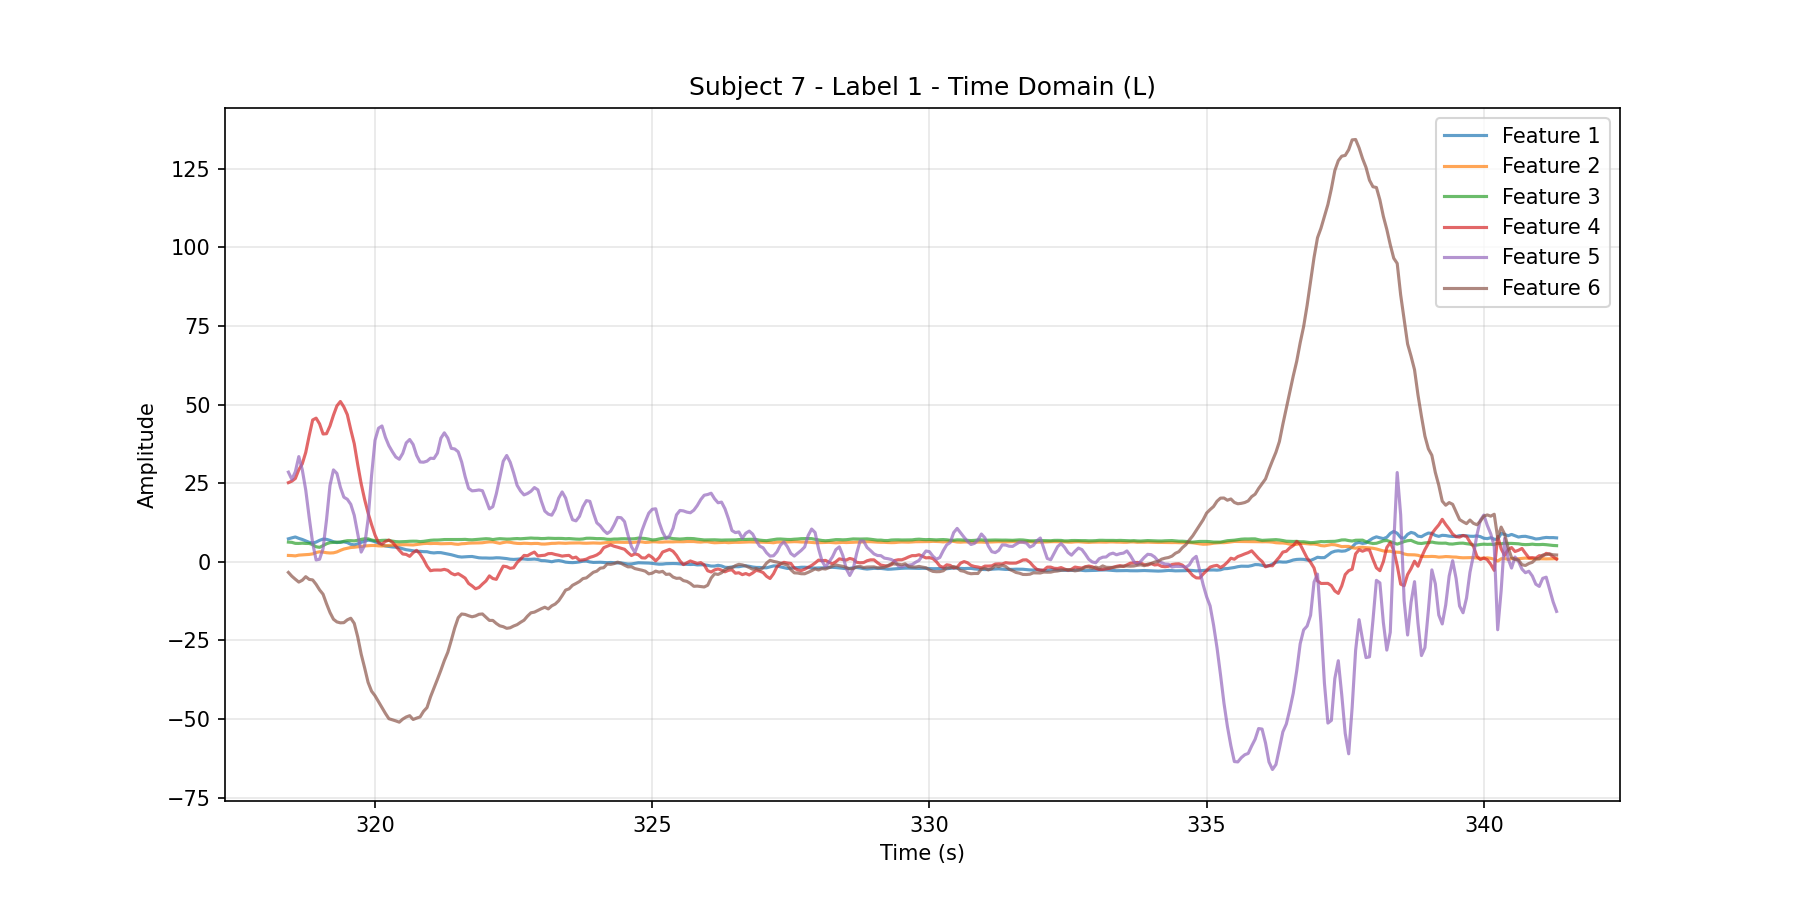 Subject 7 - Label 1 - Time Domain (L)
Amplitude
125
100
75
50
25
0
−25
−50
−75
Feature 1
Feature 2
Feature 3
Feature 4
Feature 5
Feature 6
320
325
330
335
340
Time (s)